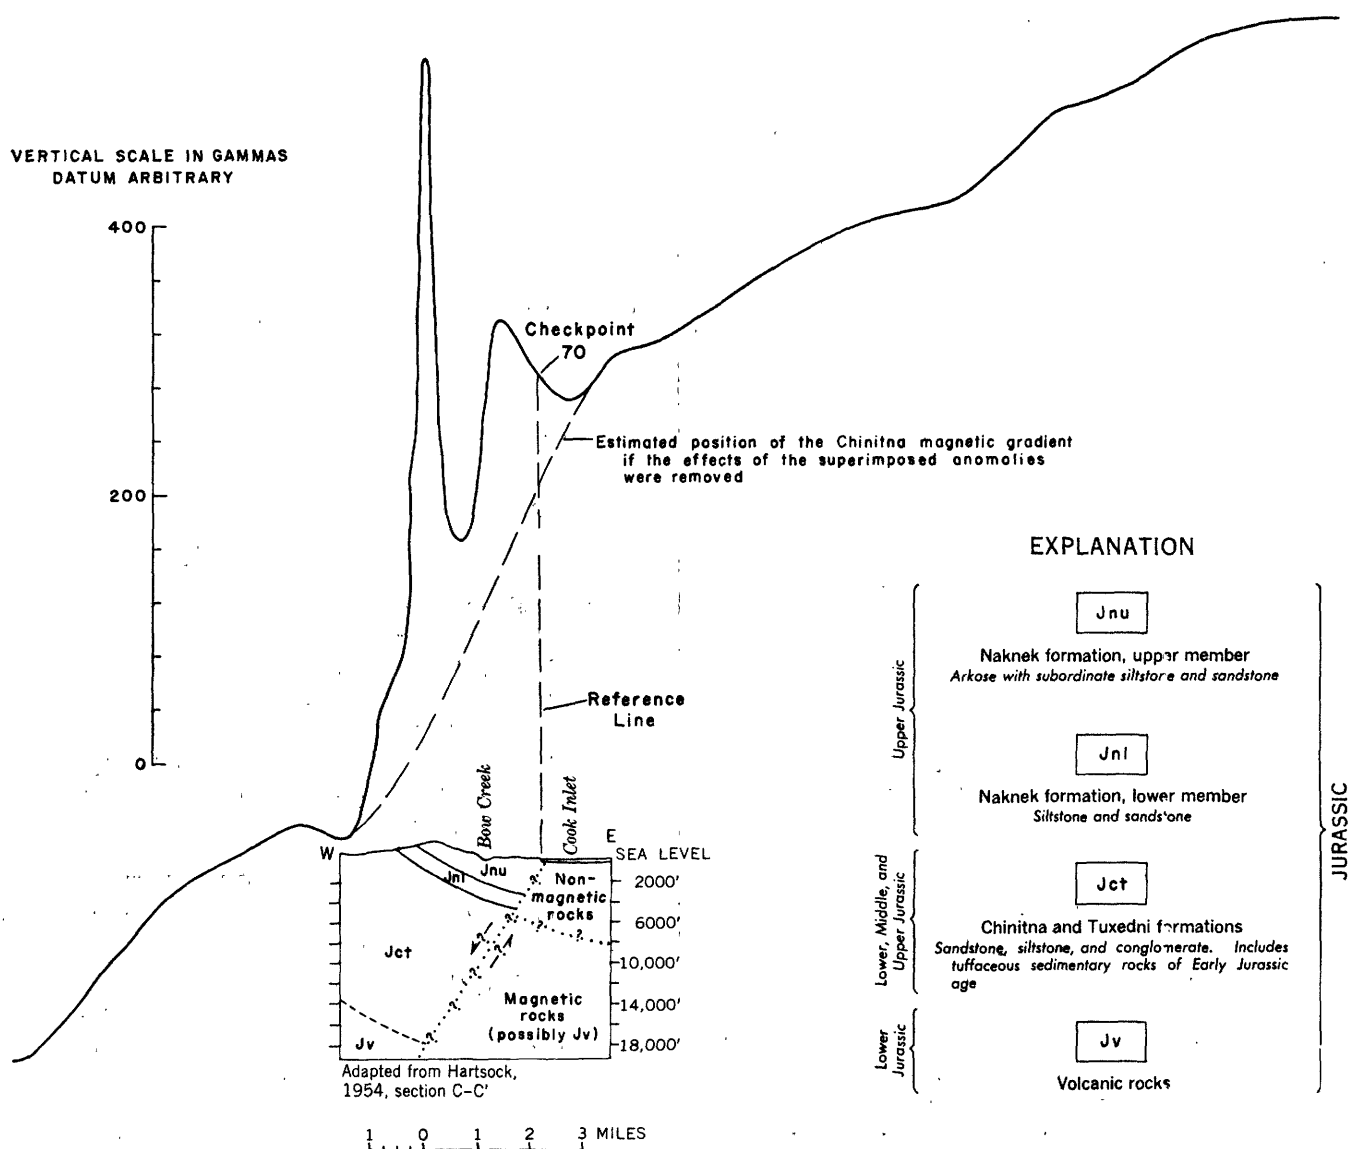 VERTICAL SCALE IN GAMMAS
DATUM ARBITRARY
400
200
0
Checkpoint
70
Estimated position of the Chinitna magnetic gradient
if the effects of the superimposed anomalies
were removed
Reference
Line
Bow Creek
Cook Inlet
W
E
SEA LEVEL
2000'
6000'
10,000'
14,000'
18,000'
Jnl
Jnu
Non-
magnetic
rocks
Jct
Magnetic
rocks
(possibly Jv)
Jv
? ? ? ? ? ? ? ? ?
Adapted from Hartsock,
1954, section C-C'
1 0 1 2 3 MILES
EXPLANATION
Jnu
Naknek formation, upper member
Arkose with subordinate siltstone and sandstone
Jnl
Naknek formation, lower member
Siltstone and sandstone
Upper Jurassic
Jct
Chinitna and Tuxedni formations
Sandstone, siltstone, and conglomerate. Includes
tuffaceous sedimentary rocks of Early Jurassic
age
Lower, Middle, and
Upper Jurassic
Jv
Volcanic rocks
Lower
Jurassic
JURASSIC